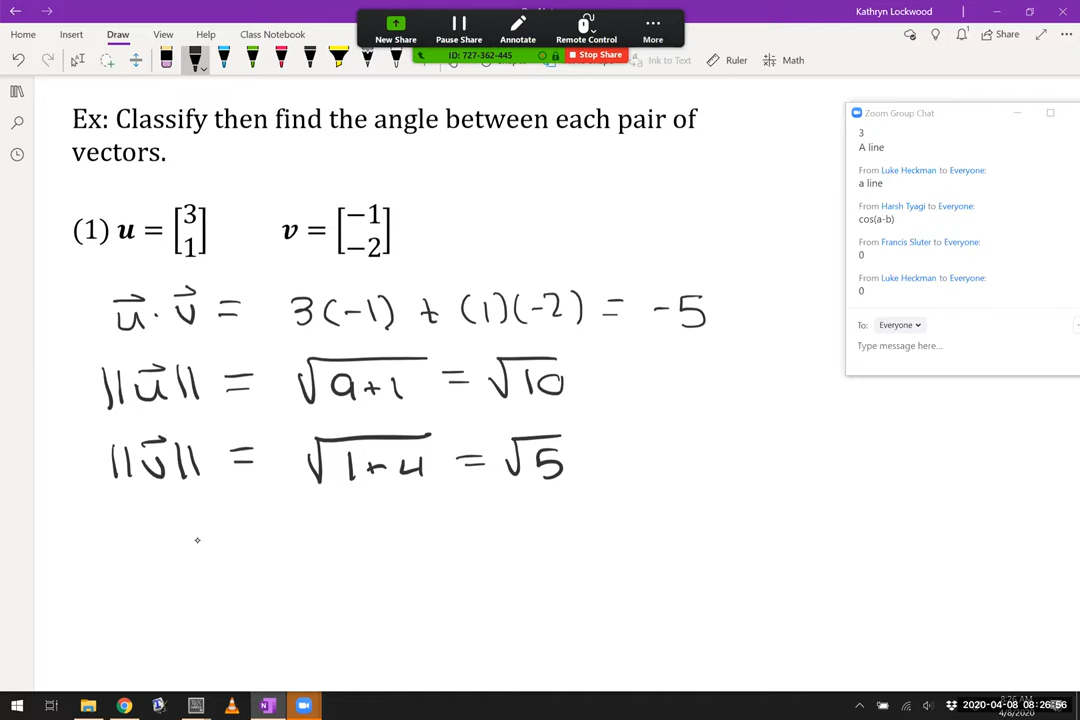 Kathryn Lockwood
Home Insert Draw View Help Class Notebook
New Share Pause Share Annotate Remote Control More
ID: 727-362-445 Stop Share
Share
Ink to Text Ruler Math
Ex: Classify then find the angle between each pair of
vectors.
(1) u = [3 1] v = [−1 −2]
u · v = 3(-1) + (1)(-2) = -5
||u|| = √9+1 = √10
||v|| = √1+4 = √5
Zoom Group Chat
3
A line
From Luke Heckman to Everyone:
a line
From Harsh Tyagi to Everyone:
cos(a-b)
From Francis Sluter to Everyone:
0
From Luke Heckman to Everyone:
0
To: Everyone
Type message here...
2020-04-08 08:26:56